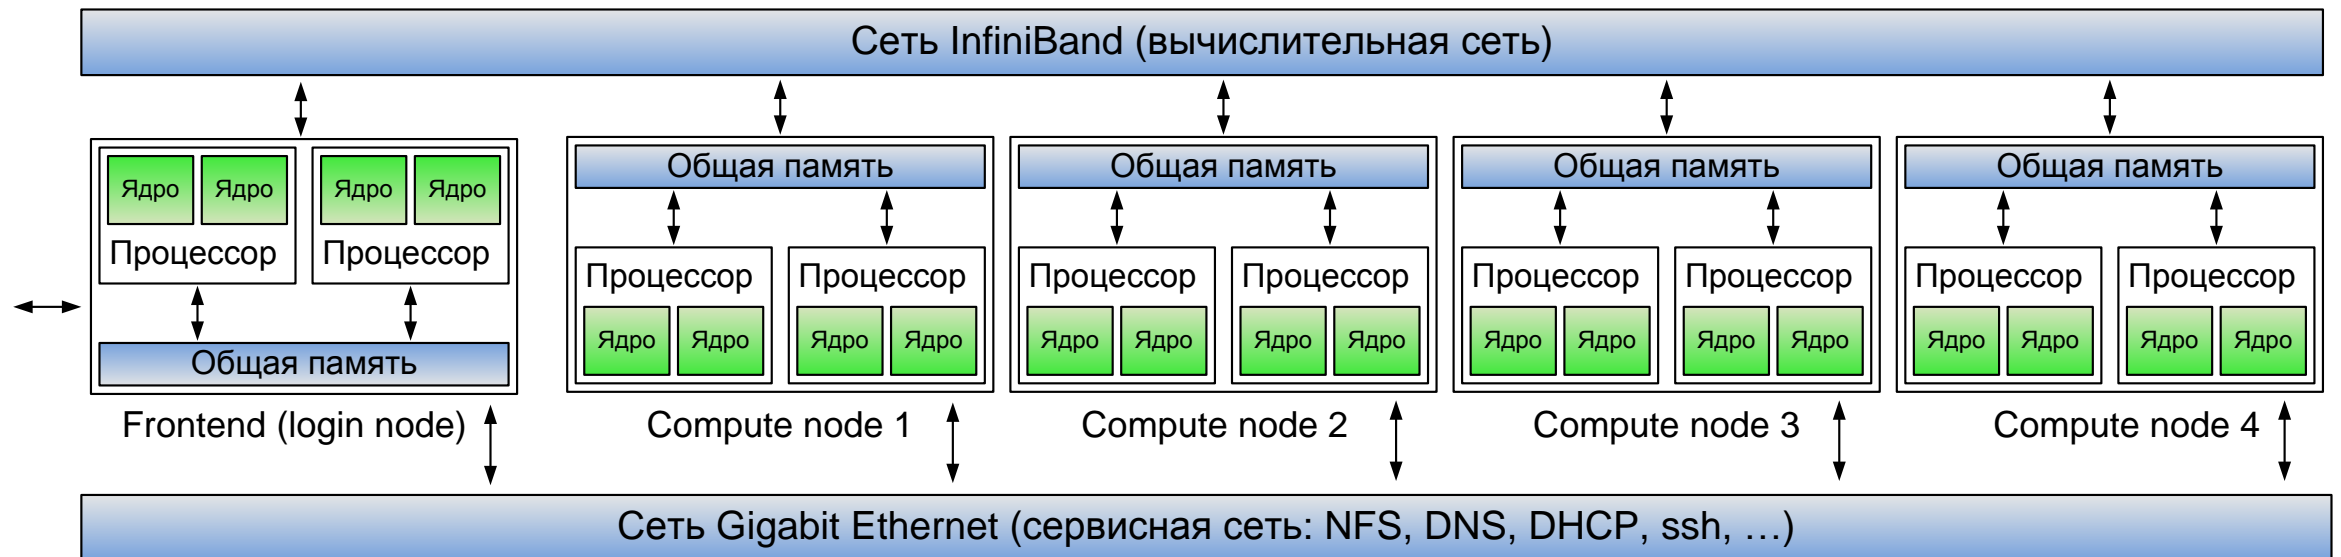 Сеть InfiniBand (вычислительная сеть)
Ядро Ядро Ядро Ядро
Процессор Процессор
Общая память
Frontend (login node)
Общая память
Процессор Процессор
Ядро Ядро Ядро Ядро
Compute node 1
Общая память
Процессор Процессор
Ядро Ядро Ядро Ядро
Compute node 2
Общая память
Процессор Процессор
Ядро Ядро Ядро Ядро
Compute node 3
Общая память
Процессор Процессор
Ядро Ядро Ядро Ядро
Compute node 4
Сеть Gigabit Ethernet (сервисная сеть: NFS, DNS, DHCP, ssh, …)